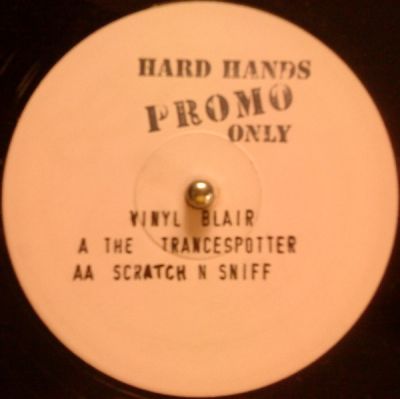 HARD HANDS
PROMO
ONLY
VINYL BLAIR
A THE TRANCESPOTTER
AA SCRATCH N SNIFF